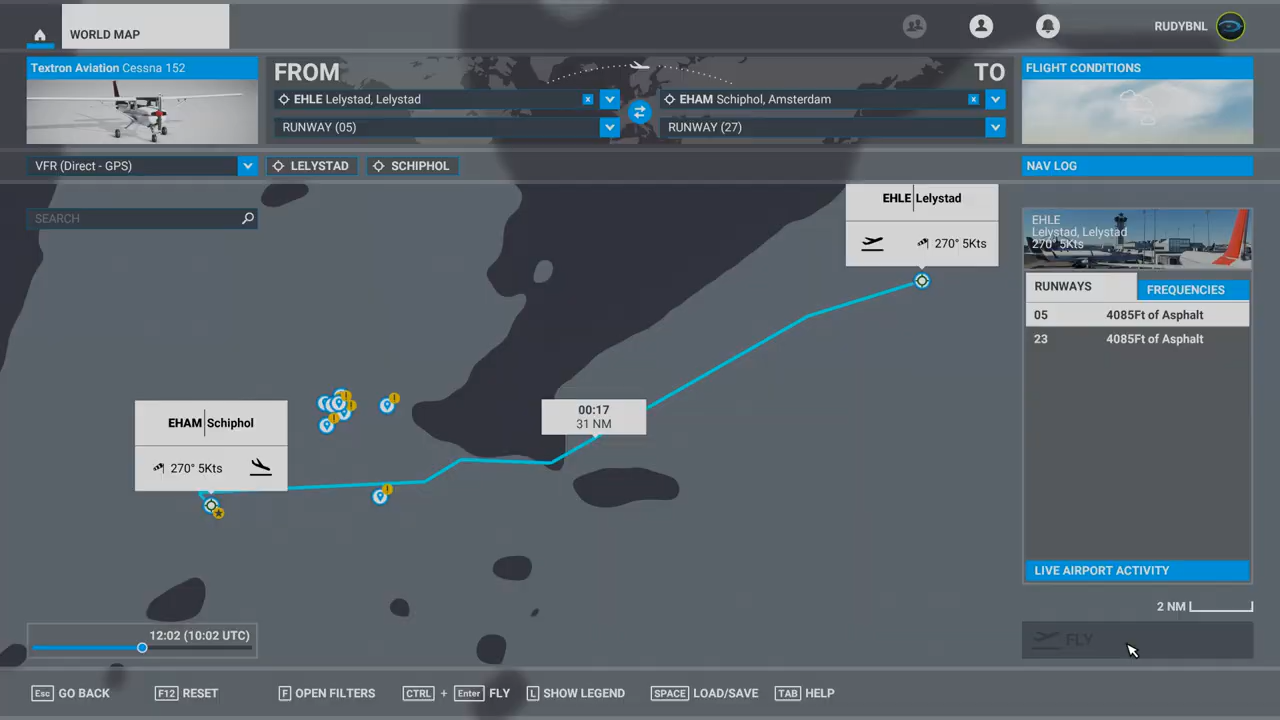 WORLD MAP
RUDYBNL
Textron Aviation Cessna 152
FROM
TO
EHLE Lelystad, Lelystad
x
EHAM Schiphol, Amsterdam
x
RUNWAY (05)
RUNWAY (27)
FLIGHT CONDITIONS
VFR (Direct - GPS)
LELYSTAD
SCHIPHOL
NAV LOG
SEARCH
EHLE Lelystad
270° 5Kts
EHLE
Lelystad, Lelystad
270° 5Kts
RUNWAYS
FREQUENCIES
05 4085Ft of Asphalt
23 4085Ft of Asphalt
00:17
31 NM
EHAM Schiphol
270° 5Kts
LIVE AIRPORT ACTIVITY
2 NM
12:02 (10:02 UTC)
FLY
Esc GO BACK
F12 RESET
F OPEN FILTERS
CTRL + Enter FLY
L SHOW LEGEND
SPACE LOAD/SAVE
TAB HELP